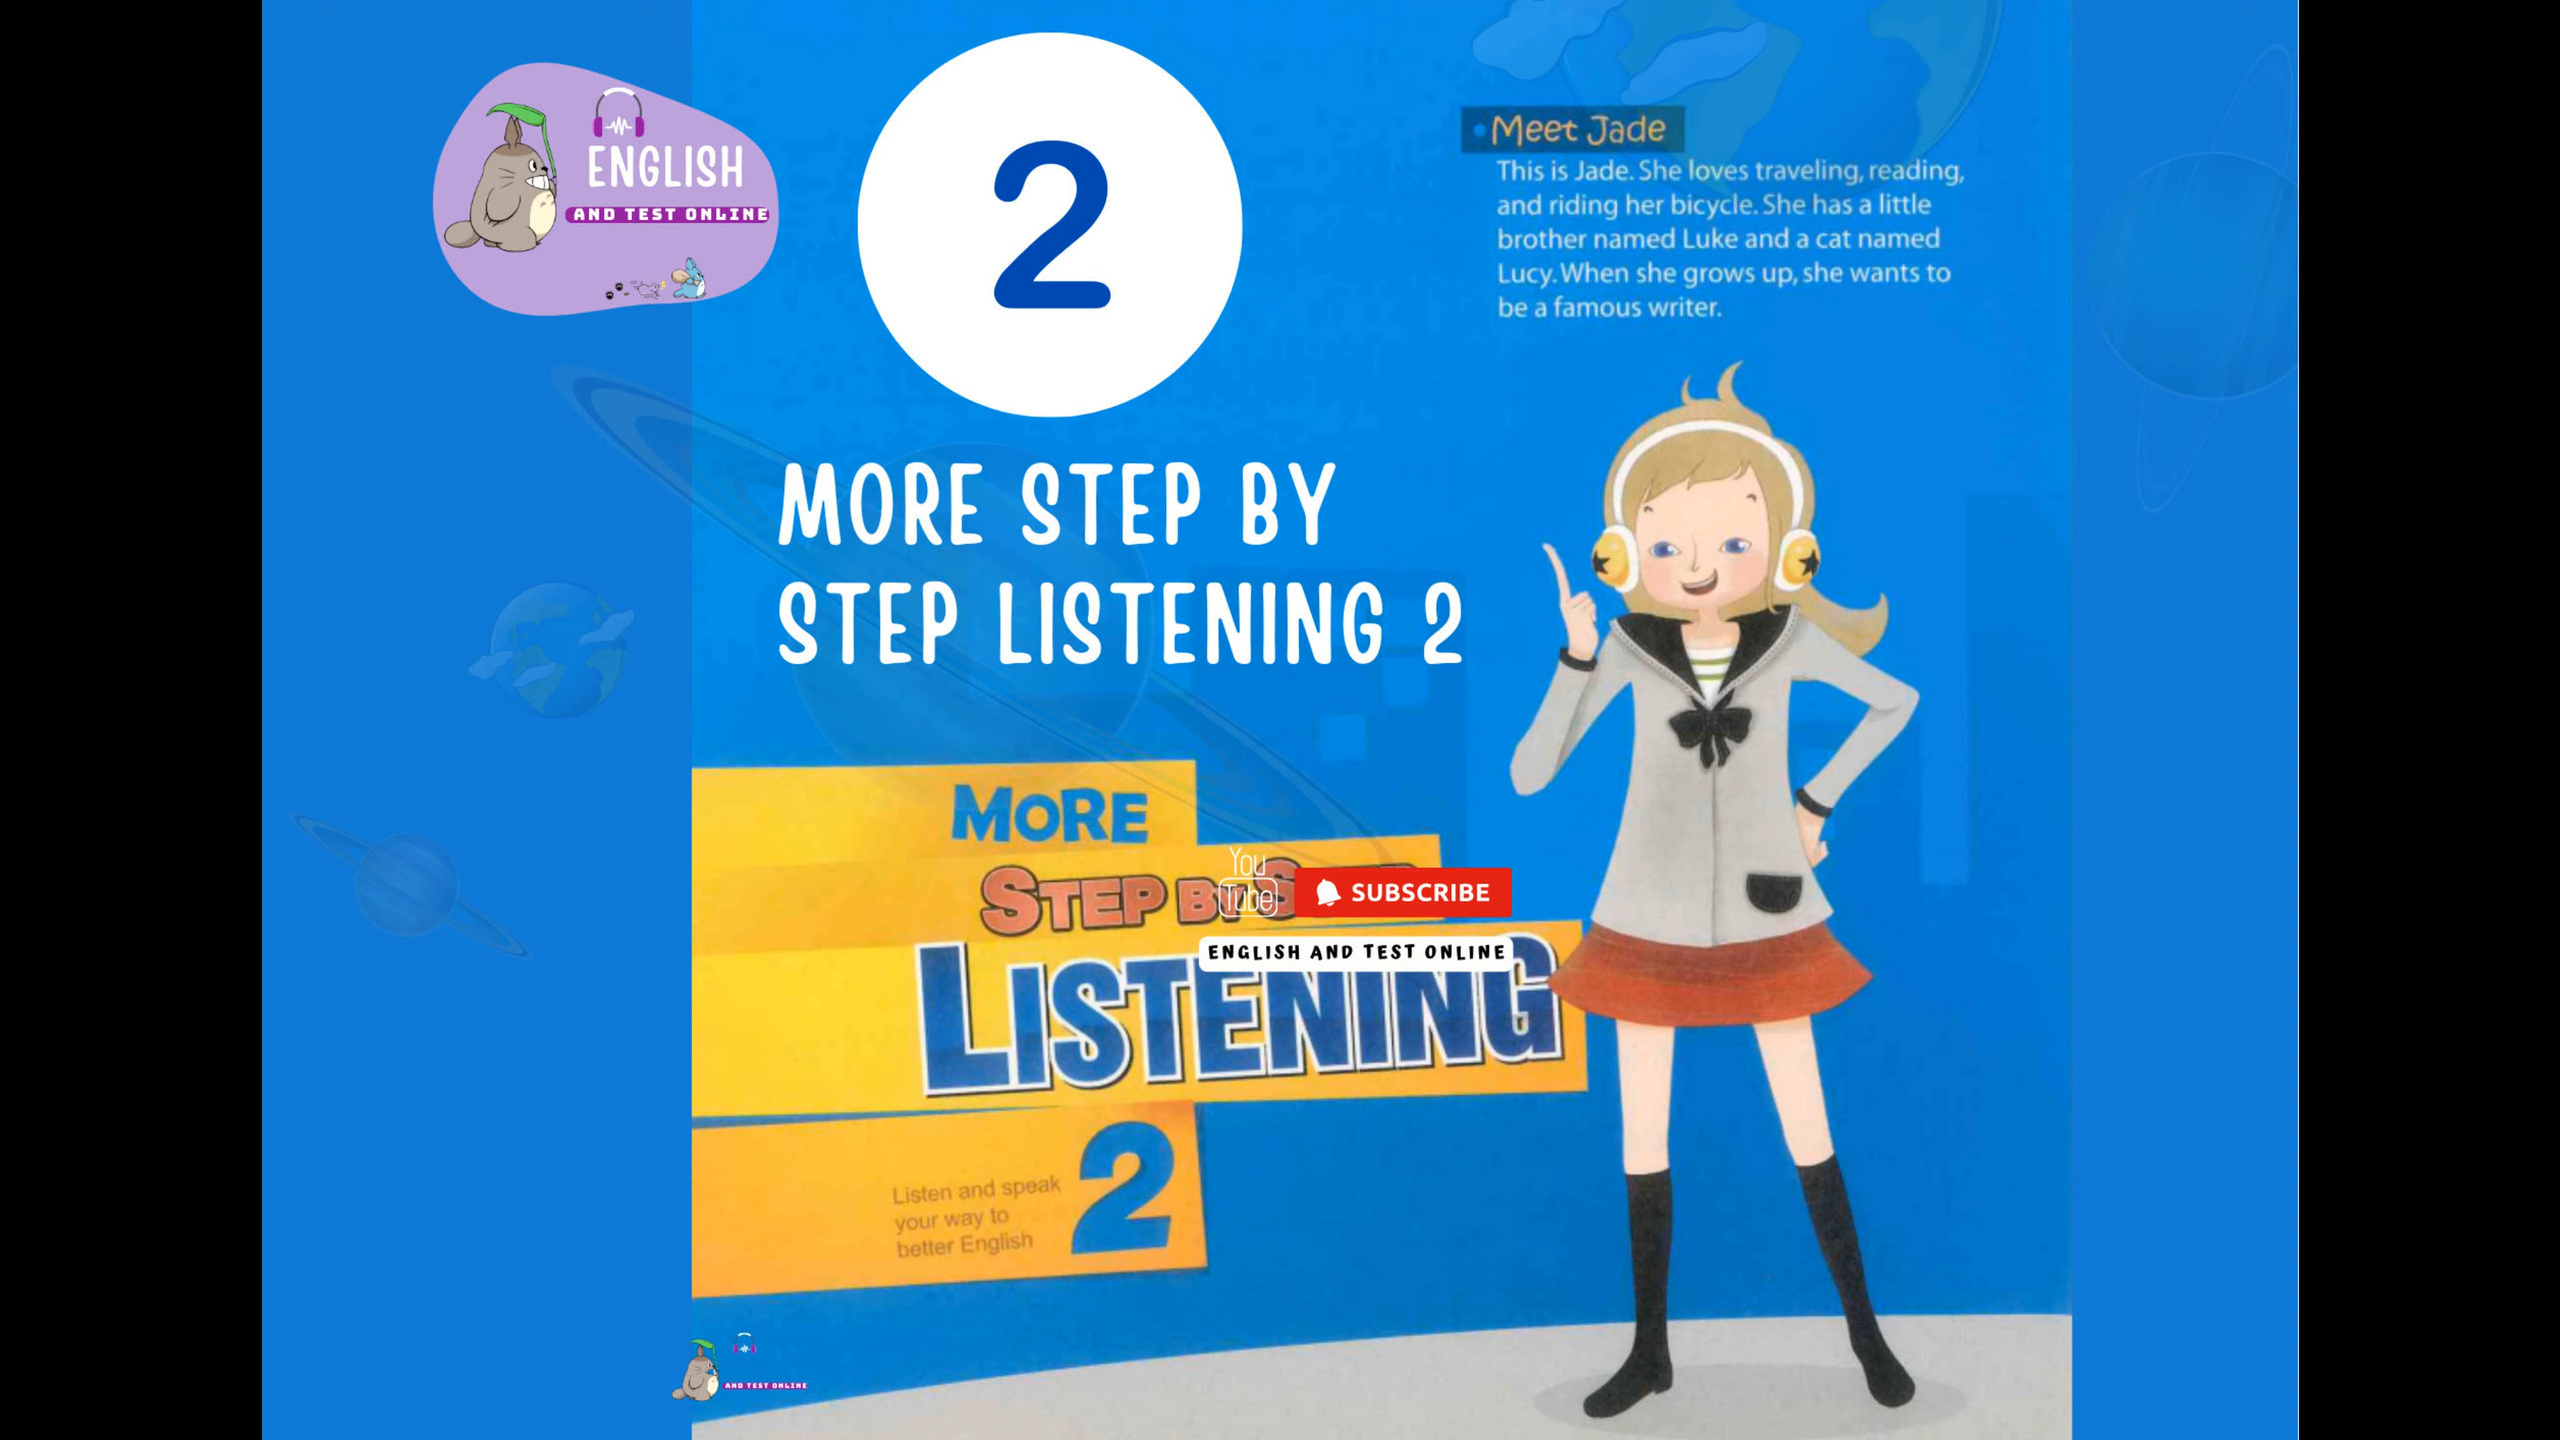 ENGLISH
AND TEST ONLINE
2
Meet Jade
This is Jade. She loves traveling, reading,
and riding her bicycle. She has a little
brother named Luke and a cat named
Lucy. When she grows up, she wants to
be a famous writer.
MORE STEP BY
STEP LISTENING 2
MORE
STEP BY S
You
Tube
SUBSCRIBE
ENGLISH AND TEST ONLINE
LISTENING
2
Listen and speak
your way to
better English
AND TEST ONLINE